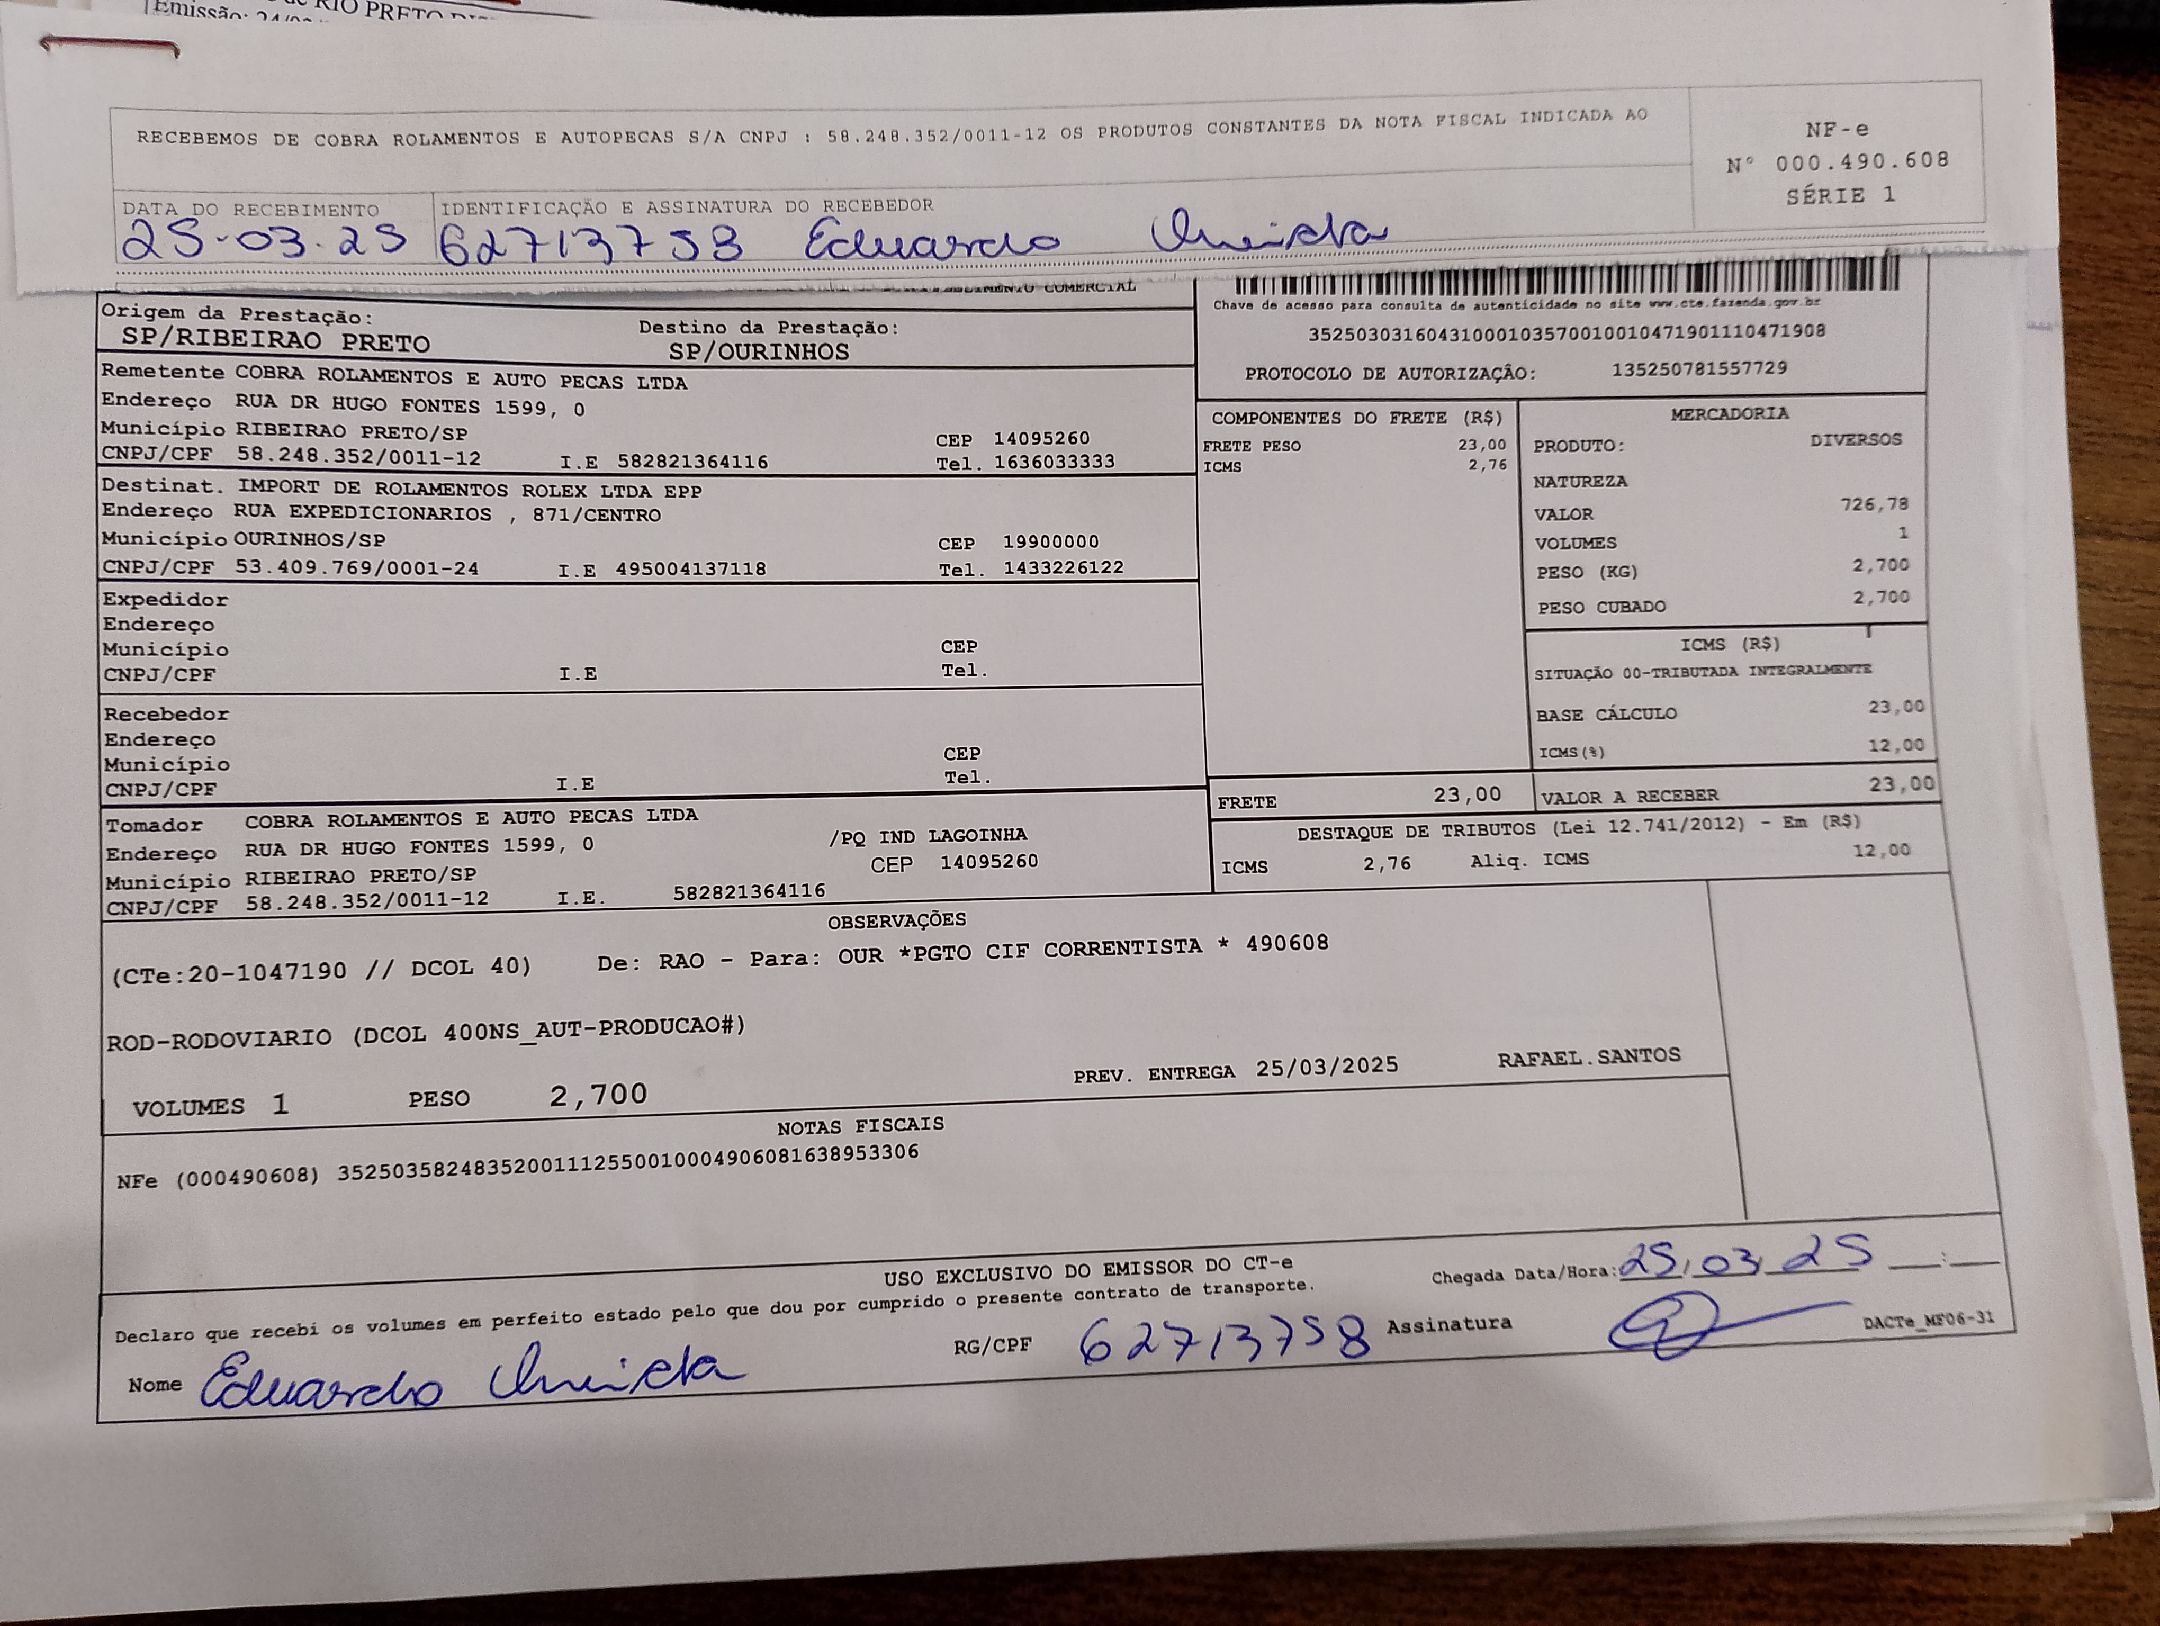 RIO PRETO
Emissão:
RECEBEMOS DE COBRA ROLAMENTOS E AUTOPECAS S/A CNPJ : 58.248.352/0011-12 OS PRODUTOS CONSTANTES DA NOTA FISCAL INDICADA AO
NF-e
Nº 000.490.608
SÉRIE 1
DATA DO RECEBIMENTO IDENTIFICAÇÃO E ASSINATURA DO RECEBEDOR
25-03-25 62713758 Eduardo
COMERCIAL
Chave de acesso para consulta de autenticidade no site www.cte.fazenda.gov.br
35250303160431000103570010010471901110471908
PROTOCOLO DE AUTORIZAÇÃO: 135250781557729
Origem da Prestação: Destino da Prestação:
SP/RIBEIRAO PRETO SP/OURINHOS
Remetente COBRA ROLAMENTOS E AUTO PECAS LTDA
Endereço RUA DR HUGO FONTES 1599, 0
Município RIBEIRAO PRETO/SP CEP 14095260
CNPJ/CPF 58.248.352/0011-12 I.E 582821364116 Tel. 1636033333
Destinat. IMPORT DE ROLAMENTOS ROLEX LTDA EPP
Endereço RUA EXPEDICIONARIOS , 871/CENTRO
Município OURINHOS/SP CEP 19900000
CNPJ/CPF 53.409.769/0001-24 I.E 495004137118 Tel. 1433226122
Expedidor
Endereço
Município CEP
CNPJ/CPF I.E Tel.
Recebedor
Endereço
Município CEP
CNPJ/CPF I.E Tel.
Tomador COBRA ROLAMENTOS E AUTO PECAS LTDA
Endereço RUA DR HUGO FONTES 1599, 0 /PQ IND LAGOINHA
Município RIBEIRAO PRETO/SP CEP 14095260
CNPJ/CPF 58.248.352/0011-12 I.E. 582821364116
COMPONENTES DO FRETE (R$)
FRETE PESO 23,00
ICMS 2,76
MERCADORIA
PRODUTO: DIVERSOS
NATUREZA
VALOR 726,78
VOLUMES 1
PESO (KG) 2,700
PESO CUBADO 2,700
ICMS (R$)
SITUAÇÃO 00-TRIBUTADA INTEGRALMENTE
BASE CÁLCULO 23,00
ICMS(%) 12,00
FRETE 23,00 VALOR A RECEBER 23,00
DESTAQUE DE TRIBUTOS (Lei 12.741/2012) - Em (R$)
ICMS 2,76 Aliq. ICMS 12,00
OBSERVAÇÕES
(CTe:20-1047190 // DCOL 40) De: RAO - Para: OUR *PGTO CIF CORRENTISTA * 490608
ROD-RODOVIARIO (DCOL 400NS_AUT-PRODUCAO#)
VOLUMES 1 PESO 2,700 PREV. ENTREGA 25/03/2025 RAFAEL.SANTOS
NOTAS FISCAIS
NFe (000490608) 35250358248352001112550010004906081638953306
USO EXCLUSIVO DO EMISSOR DO CT-e
Declaro que recebi os volumes em perfeito estado pelo que dou por cumprido o presente contrato de transporte.
Chegada Data/Hora: 25/03/25 __:__
Nome Eduardo RG/CPF 62713758 Assinatura
DACTe_MF06-31